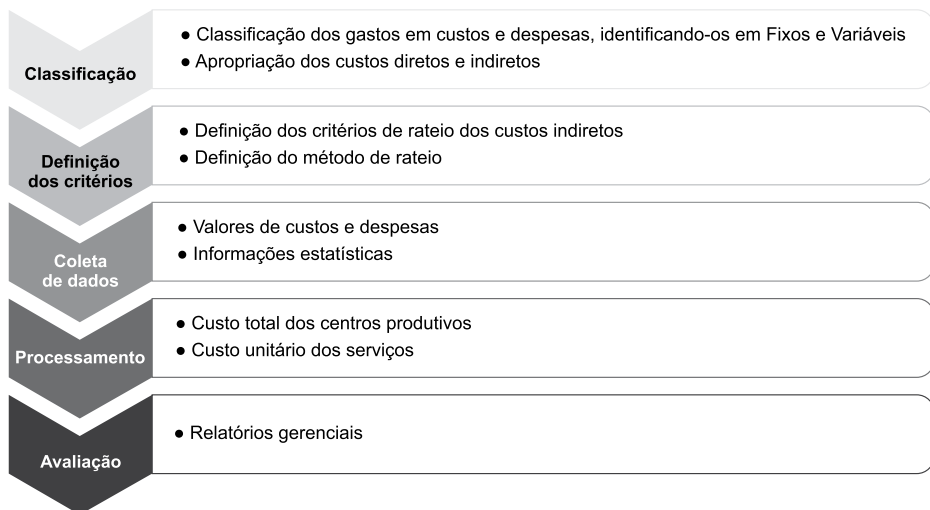 Classificação
● Classificação dos gastos em custos e despesas, identificando-os em Fixos e Variáveis
● Apropriação dos custos diretos e indiretos
Definição
dos critérios
● Definição dos critérios de rateio dos custos indiretos
● Definição do método de rateio
Coleta
de dados
● Valores de custos e despesas
● Informações estatísticas
Processamento
● Custo total dos centros produtivos
● Custo unitário dos serviços
Avaliação
● Relatórios gerenciais